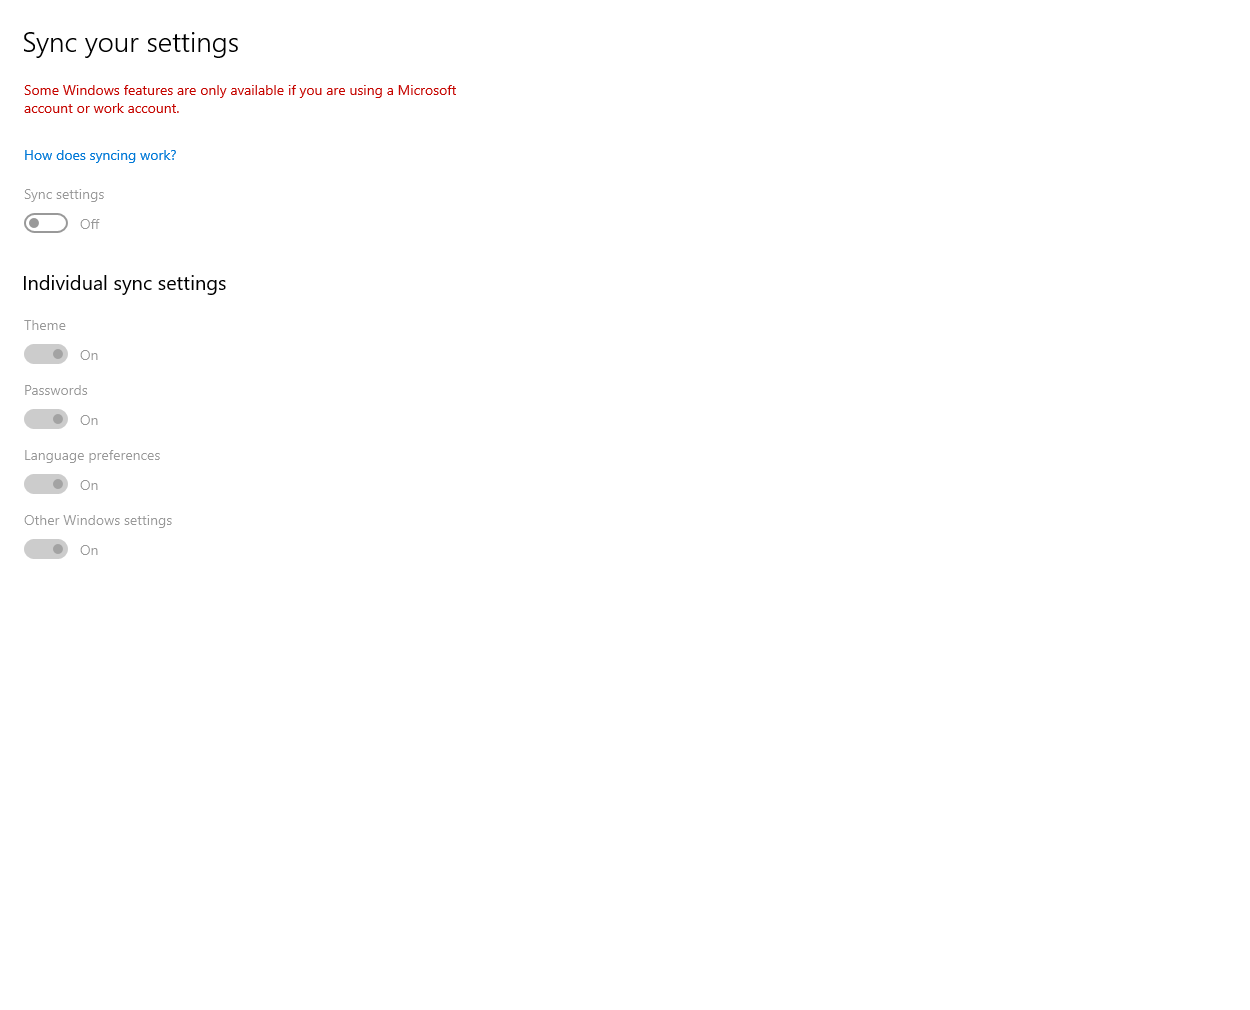 Sync your settings
Some Windows features are only available if you are using a Microsoft
account or work account.
How does syncing work?
Sync settings
Off
Individual sync settings
Theme
On
Passwords
On
Language preferences
On
Other Windows settings
On